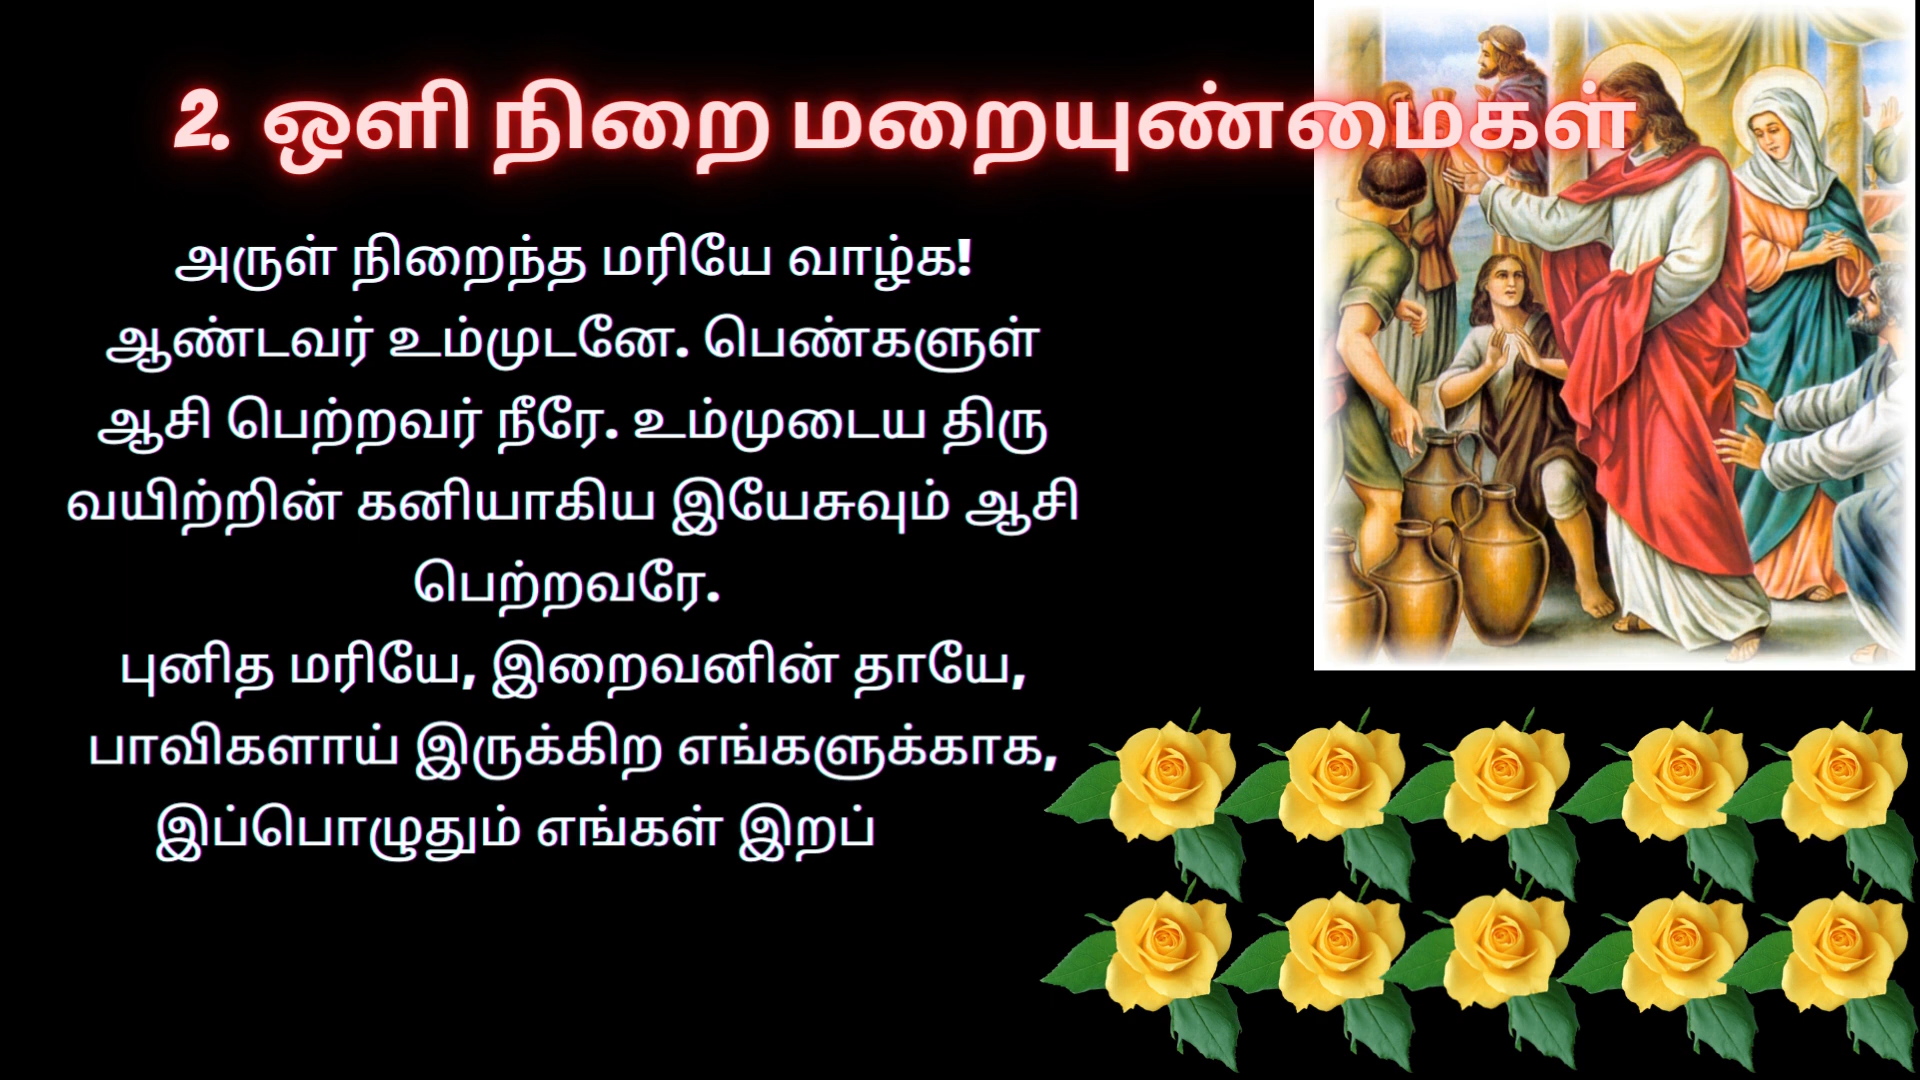 2. ஒளி நிறை மறையுண்மைகள்
அருள் நிறைந்த மரியே வாழ்க!
ஆண்டவர் உம்முடனே. பெண்களுள்
ஆசி பெற்றவர் நீரே. உம்முடைய திரு
வயிற்றின் கனியாகிய இயேசுவும் ஆசி
பெற்றவரே.
புனித மரியே, இறைவனின் தாயே,
பாவிகளாய் இருக்கிற எங்களுக்காக,
இப்பொழுதும் எங்கள் இறப்